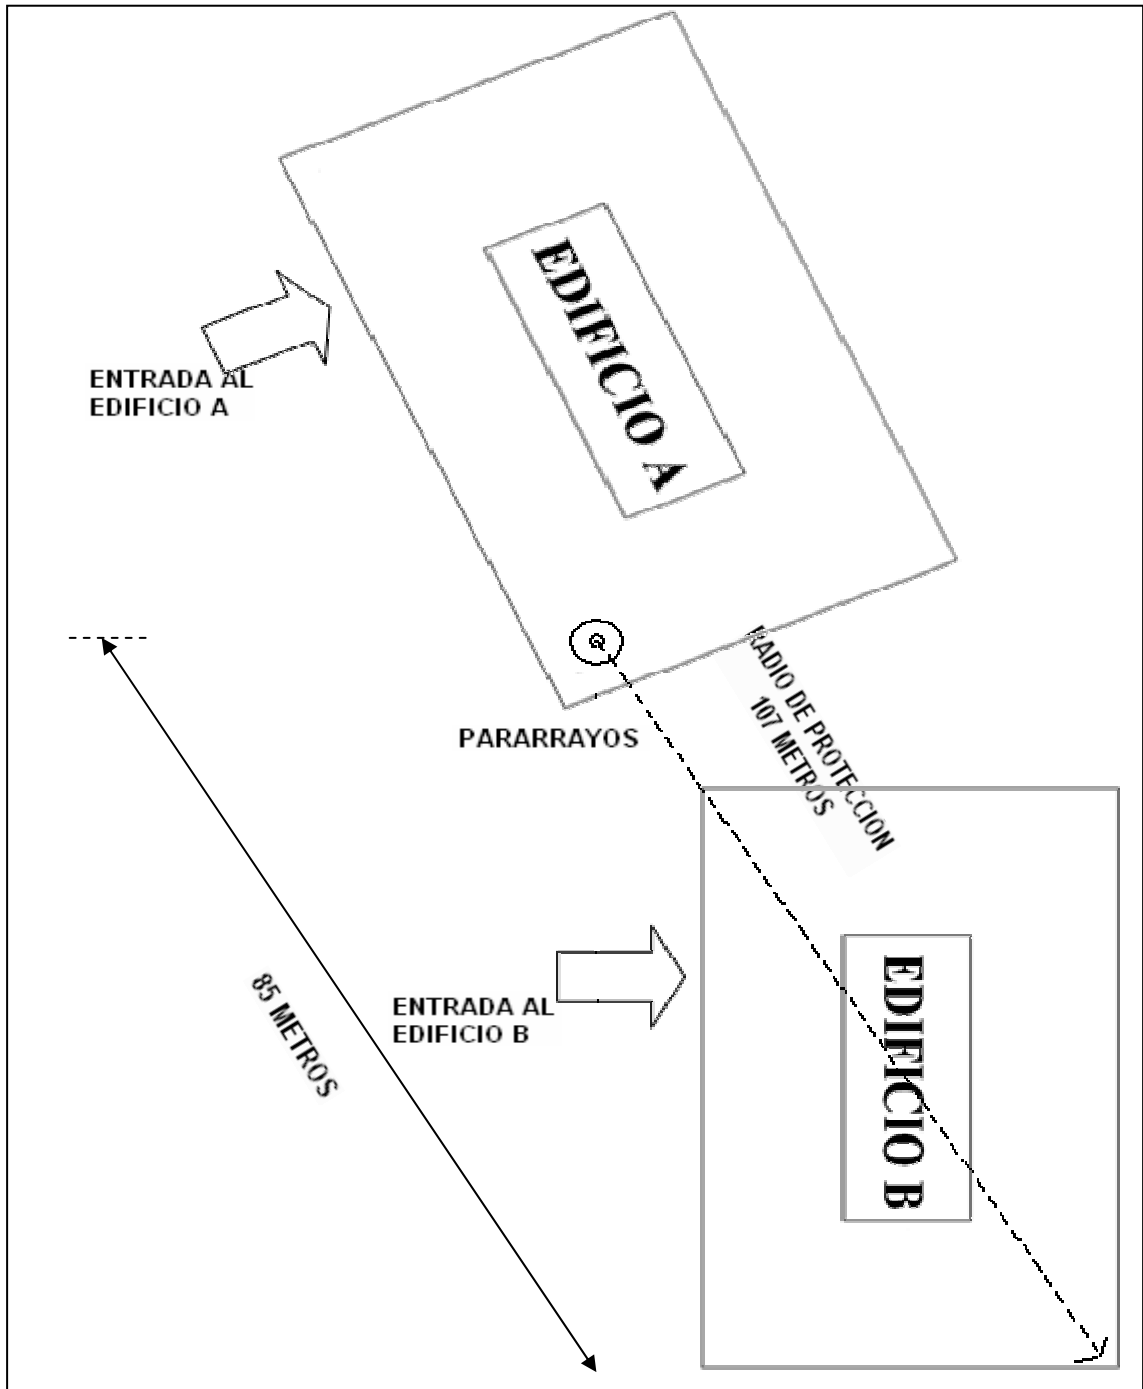 EDIFICIO A
ENTRADA AL
EDIFICIO A
RADIO DE PROTECCION
107 METROS
PARARRAYOS
85 METROS
ENTRADA AL
EDIFICIO B
EDIFICIO B